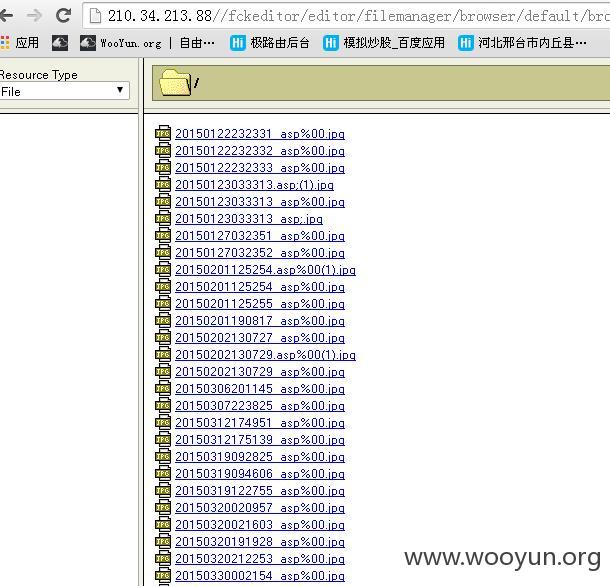 210.34.213.88//fckeditor/editor/filemanager/browser/default/bro
应用 WooYun.org | 自由… 极路由后台 模拟炒股_百度应用 河北邢台市内丘县…
Resource Type
File
/
20150122232331_asp%00.jpg
20150122232332_asp%00.jpg
20150122232333_asp%00.jpg
20150123033313.asp;(1).jpg
20150123033313_asp%00.jpg
20150123033313_asp;.jpg
20150127032351_asp%00.jpg
20150127032352_asp%00.jpg
20150201125254.asp%00(1).jpg
20150201125254_asp%00.jpg
20150201125255_asp%00.jpg
20150201190817_asp%00.jpg
20150202130727_asp%00.jpg
20150202130729.asp%00(1).jpg
20150202130729_asp%00.jpg
20150306201145_asp%00.jpg
20150307223825_asp%00.jpg
20150312174951_asp%00.jpg
20150312175139_asp%00.jpg
20150319092825_asp%00.jpg
20150319094606_asp%00.jpg
20150319122755_asp%00.jpg
20150320020957_asp%00.jpg
20150320021603_asp%00.jpg
20150320191928_asp%00.jpg
20150320212253_asp%00.jpg
20150330002154_asp%00.jpg
www.wooyun.org